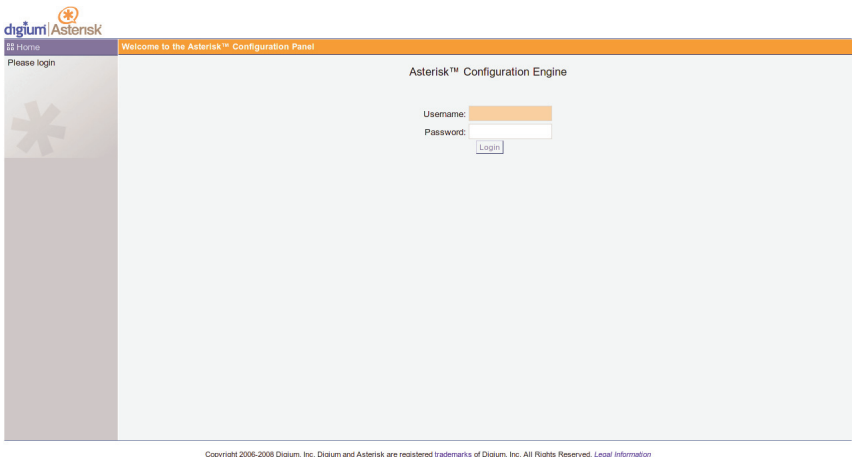 digium Asterisk
Home
Welcome to the Asterisk™ Configuration Panel
Please login
Asterisk™ Configuration Engine
Username:
Password:
Login
Copyright 2006-2008 Digium, Inc. Digium and Asterisk are registered trademarks of Digium, Inc. All Rights Reserved. Legal Information